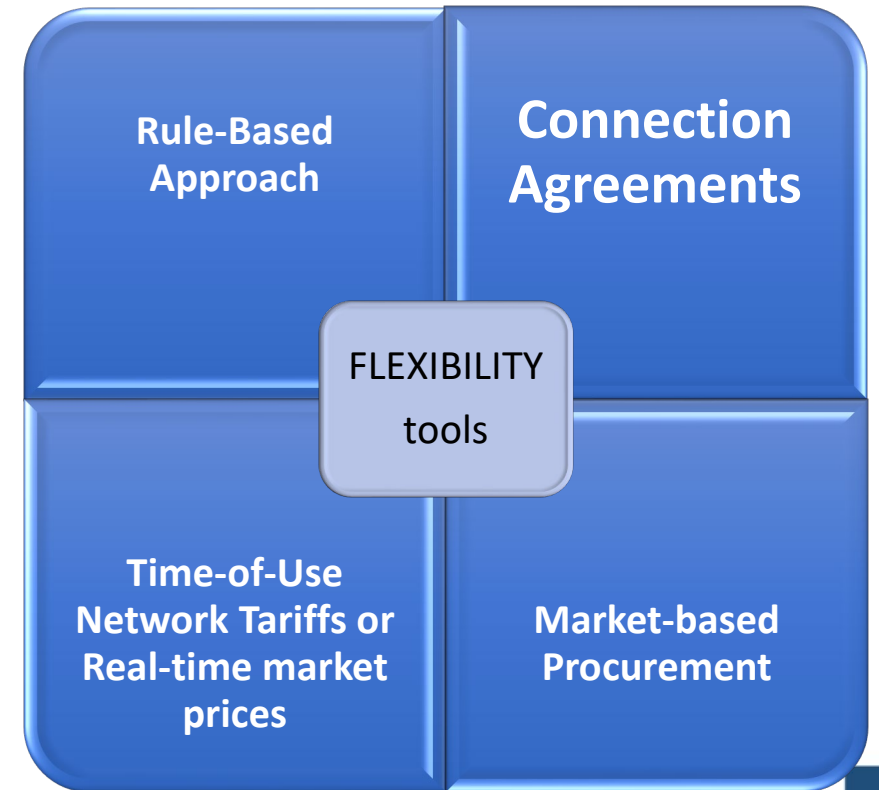 Rule-Based
Approach
Connection
Agreements
FLEXIBILITY
tools
Time-of-Use
Network Tariffs or
Real-time market
prices
Market-based
Procurement